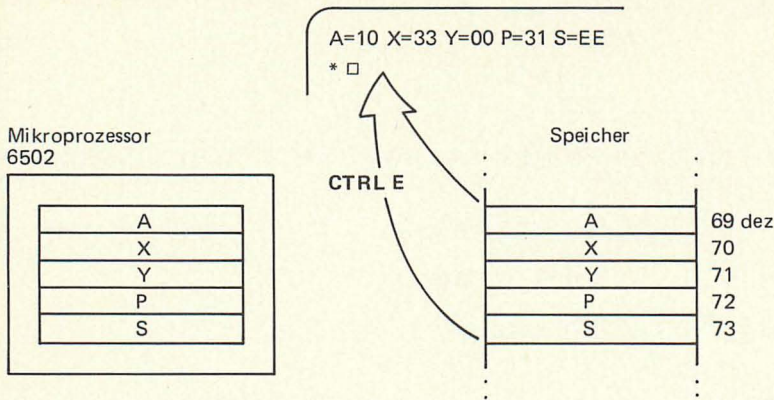 A=10 X=33 Y=00 P=31 S=EE
* □
Mikroprozessor
6502
A
X
Y
P
S
CTRL E
Speicher
A 69 dez
X 70
Y 71
P 72
S 73